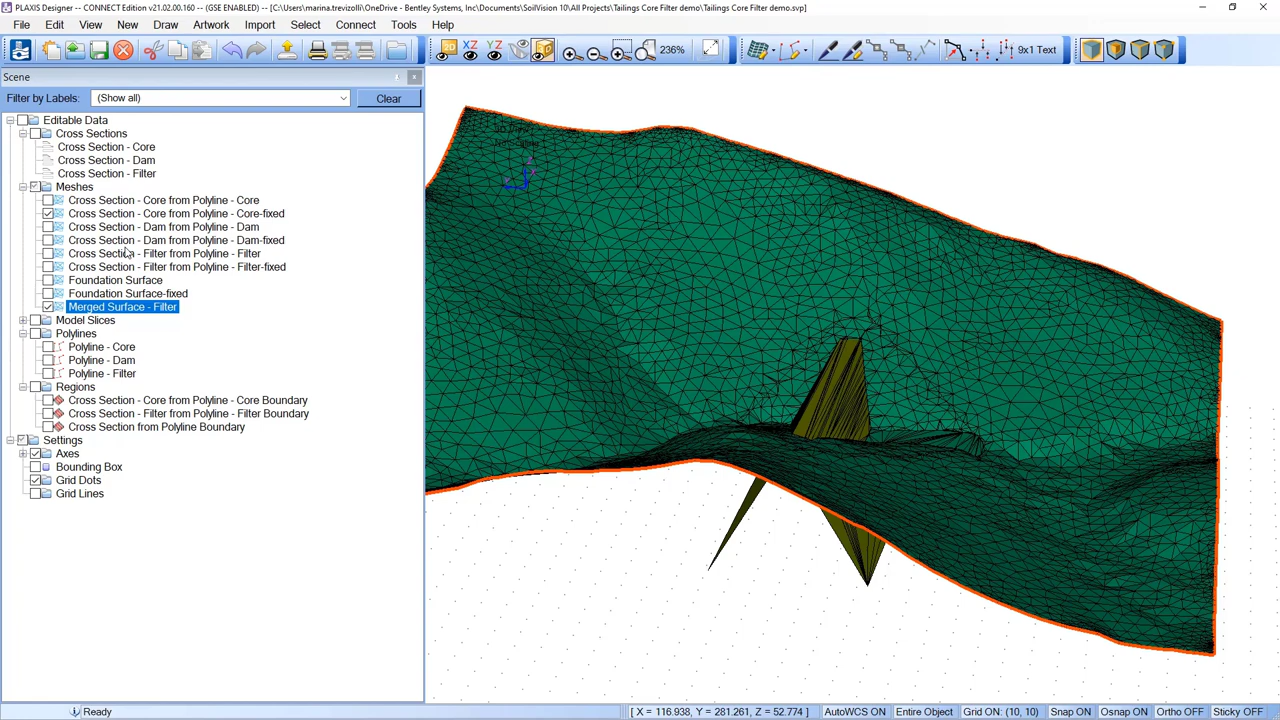 PLAXIS Designer -- CONNECT Edition v21.02.00.160 -- (GSE ENABLED) -- [C:\Users\marina.trevizolli\OneDrive - Bentley Systems, Inc\Documents\SoilVision 10\All Projects\Tailings Core Filter demo\Tailings Core Filter demo.svp]
File Edit View New Draw Artwork Import Select Connect Tools Help
2D XZ YZ 3D 236% 9x1 Text
Scene
Filter by Labels: (Show all) Clear
Editable Data
Cross Sections
Cross Section - Core
Cross Section - Dam
Cross Section - Filter
Meshes
Cross Section - Core from Polyline - Core
Cross Section - Core from Polyline - Core-fixed
Cross Section - Dam from Polyline - Dam
Cross Section - Dam from Polyline - Dam-fixed
Cross Section - Filter from Polyline - Filter
Cross Section - Filter from Polyline - Filter-fixed
Foundation Surface
Foundation Surface-fixed
Merged Surface - Filter
Model Slices
Polylines
Polyline - Core
Polyline - Dam
Polyline - Filter
Regions
Cross Section - Core from Polyline - Core Boundary
Cross Section - Filter from Polyline - Filter Boundary
Cross Section from Polyline Boundary
Settings
Axes
Bounding Box
Grid Dots
Grid Lines
Ready [ X = 116.938, Y = 281.261, Z = 52.774 ] AutoWCS ON Entire Object Grid ON: (10, 10) Snap ON Osnap ON Ortho OFF Sticky OFF